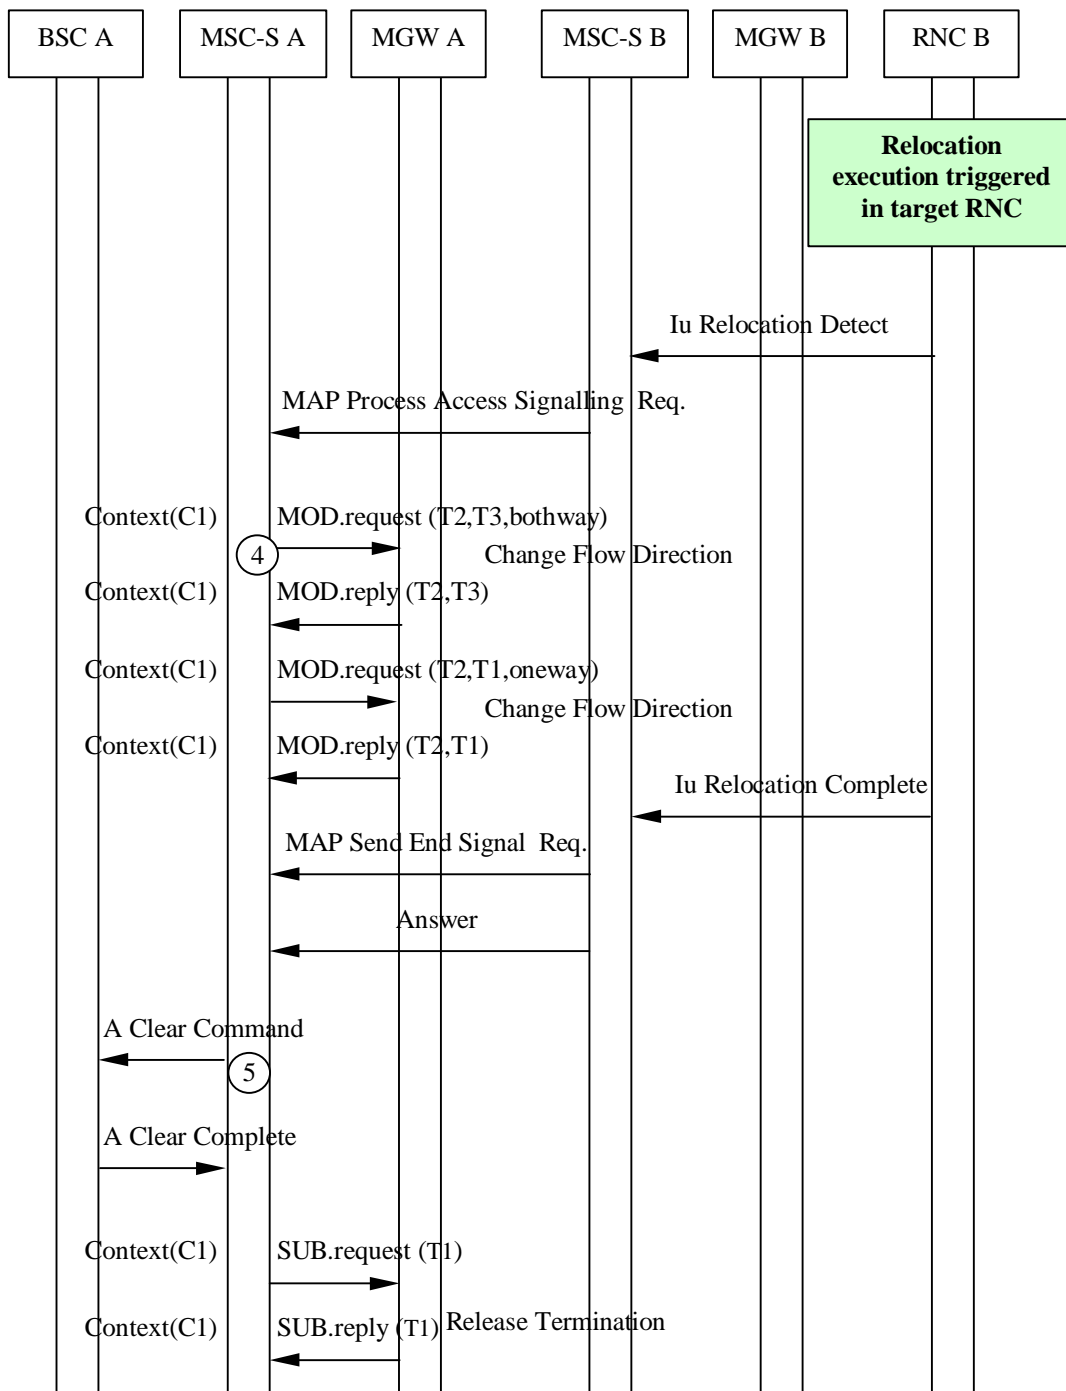 BSC A
MSC-S A
MGW A
MSC-S B
MGW B
RNC B
Relocation
execution triggered
in target RNC
Iu Relocation Detect
MAP Process Access Signalling Req.
Context(C1)
MOD.request (T2,T3,bothway)
4
Change Flow Direction
Context(C1)
MOD.reply (T2,T3)
Context(C1)
MOD.request (T2,T1,oneway)
Change Flow Direction
Context(C1)
MOD.reply (T2,T1)
Iu Relocation Complete
MAP Send End Signal Req.
Answer
A Clear Command
5
A Clear Complete
Context(C1)
SUB.request (T1)
Context(C1)
SUB.reply (T1)
Release Termination